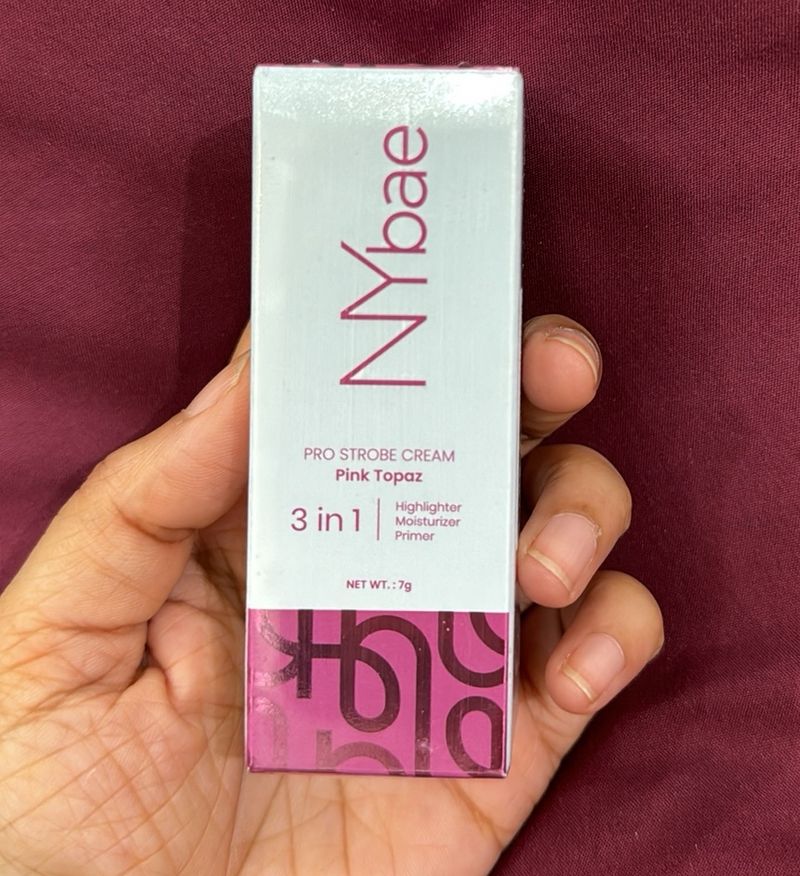 NYbae
PRO STROBE CREAM
Pink Topaz
3 in 1
Highlighter
Moisturizer
Primer
NET WT. : 7g